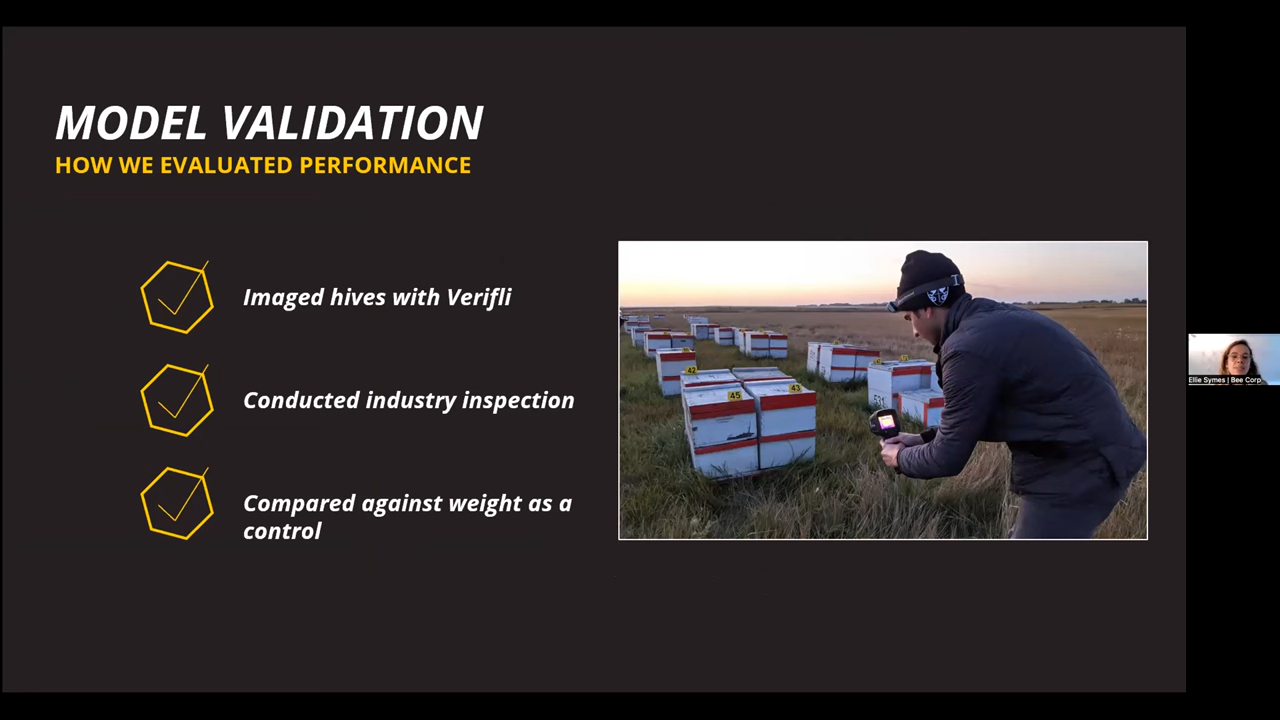 MODEL VALIDATION
HOW WE EVALUATED PERFORMANCE
Imaged hives with Verifli
Conducted industry inspection
Compared against weight as a
control
42
45
43
Ellie Symes | Bee Corp